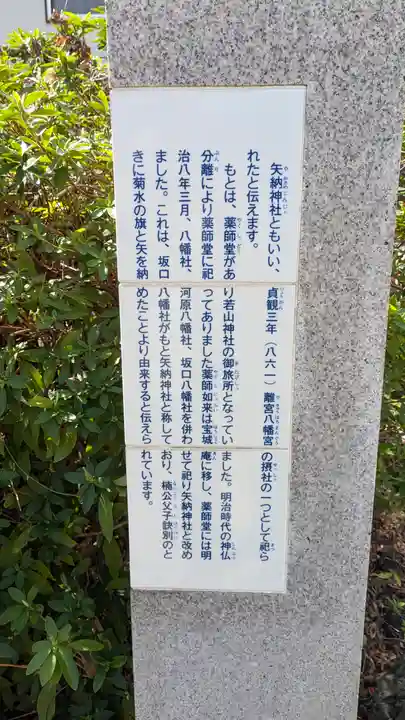 矢納神社ともいい、貞観三年(八六一)離宮八幡宮の摂社の一つとして祀ら
れたと伝えます。
もとは、薬師堂があり若山神社の御旅所となっていました。明治時代の神仏
分離により薬師堂に祀ってありました薬師如来は宝城庵に移し、薬師堂には明
治八年三月、八幡社、河原八幡社、坂口八幡社を併わせて祀り矢納神社と改め
ました。これは、坂口八幡社がもと矢納神社と称しており、楠公父子訣別のと
きに菊水の旗と矢を納めたことより由来すると伝えられています。